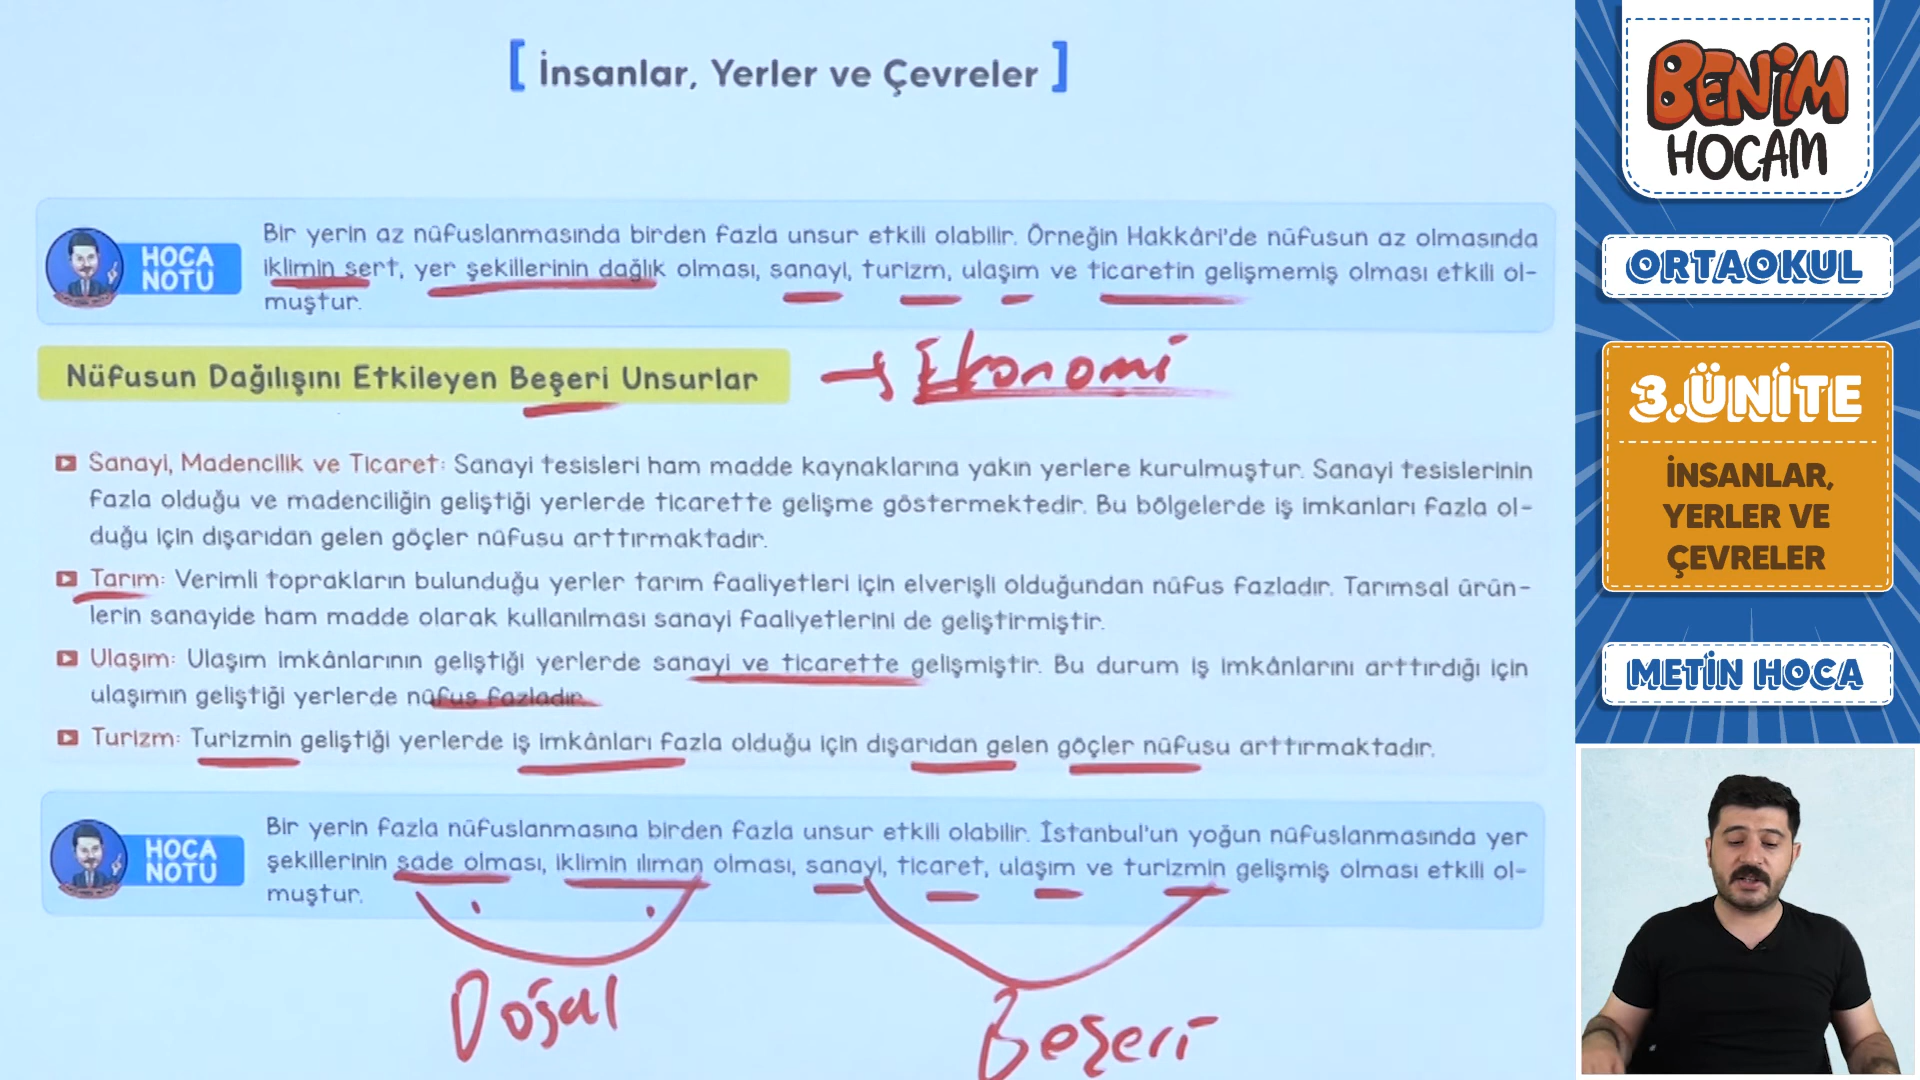 [ İnsanlar, Yerler ve Çevreler ]
HOCA
NOTU
Bir yerin az nüfuslanmasında birden fazla unsur etkili olabilir. Örneğin Hakkâri'de nüfusun az olmasında
iklimin sert, yer şekillerinin dağlık olması, sanayi, turizm, ulaşım ve ticaretin gelişmemiş olması etkili ol-
muştur.
Nüfusun Dağılışını Etkileyen Beşeri Unsurlar
→ Ekonomi
Sanayi, Madencilik ve Ticaret: Sanayi tesisleri ham madde kaynaklarına yakın yerlere kurulmuştur. Sanayi tesislerinin
fazla olduğu ve madenciliğin geliştiği yerlerde ticarette gelişme göstermektedir. Bu bölgelerde iş imkanları fazla ol-
duğu için dışarıdan gelen göçler nüfusu arttırmaktadır.
Tarım: Verimli toprakların bulunduğu yerler tarım faaliyetleri için elverişli olduğundan nüfus fazladır. Tarımsal ürün-
lerin sanayide ham madde olarak kullanılması sanayi faaliyetlerini de geliştirmiştir.
Ulaşım: Ulaşım imkânlarının geliştiği yerlerde sanayi ve ticarette gelişmiştir. Bu durum iş imkânlarını arttırdığı için
ulaşımın geliştiği yerlerde nüfus fazladır.
Turizm: Turizmin geliştiği yerlerde iş imkânları fazla olduğu için dışarıdan gelen göçler nüfusu arttırmaktadır.
HOCA
NOTU
Bir yerin fazla nüfuslanmasına birden fazla unsur etkili olabilir. İstanbul'un yoğun nüfuslanmasında yer
şekillerinin sade olması, iklimin ılıman olması, sanayi, ticaret, ulaşım ve turizmin gelişmiş olması etkili ol-
muştur.
Doğal
Beşeri
BENİM
HOCAM
ORTAOKUL
3.ÜNİTE
İNSANLAR,
YERLER VE
ÇEVRELER
METİN HOCA